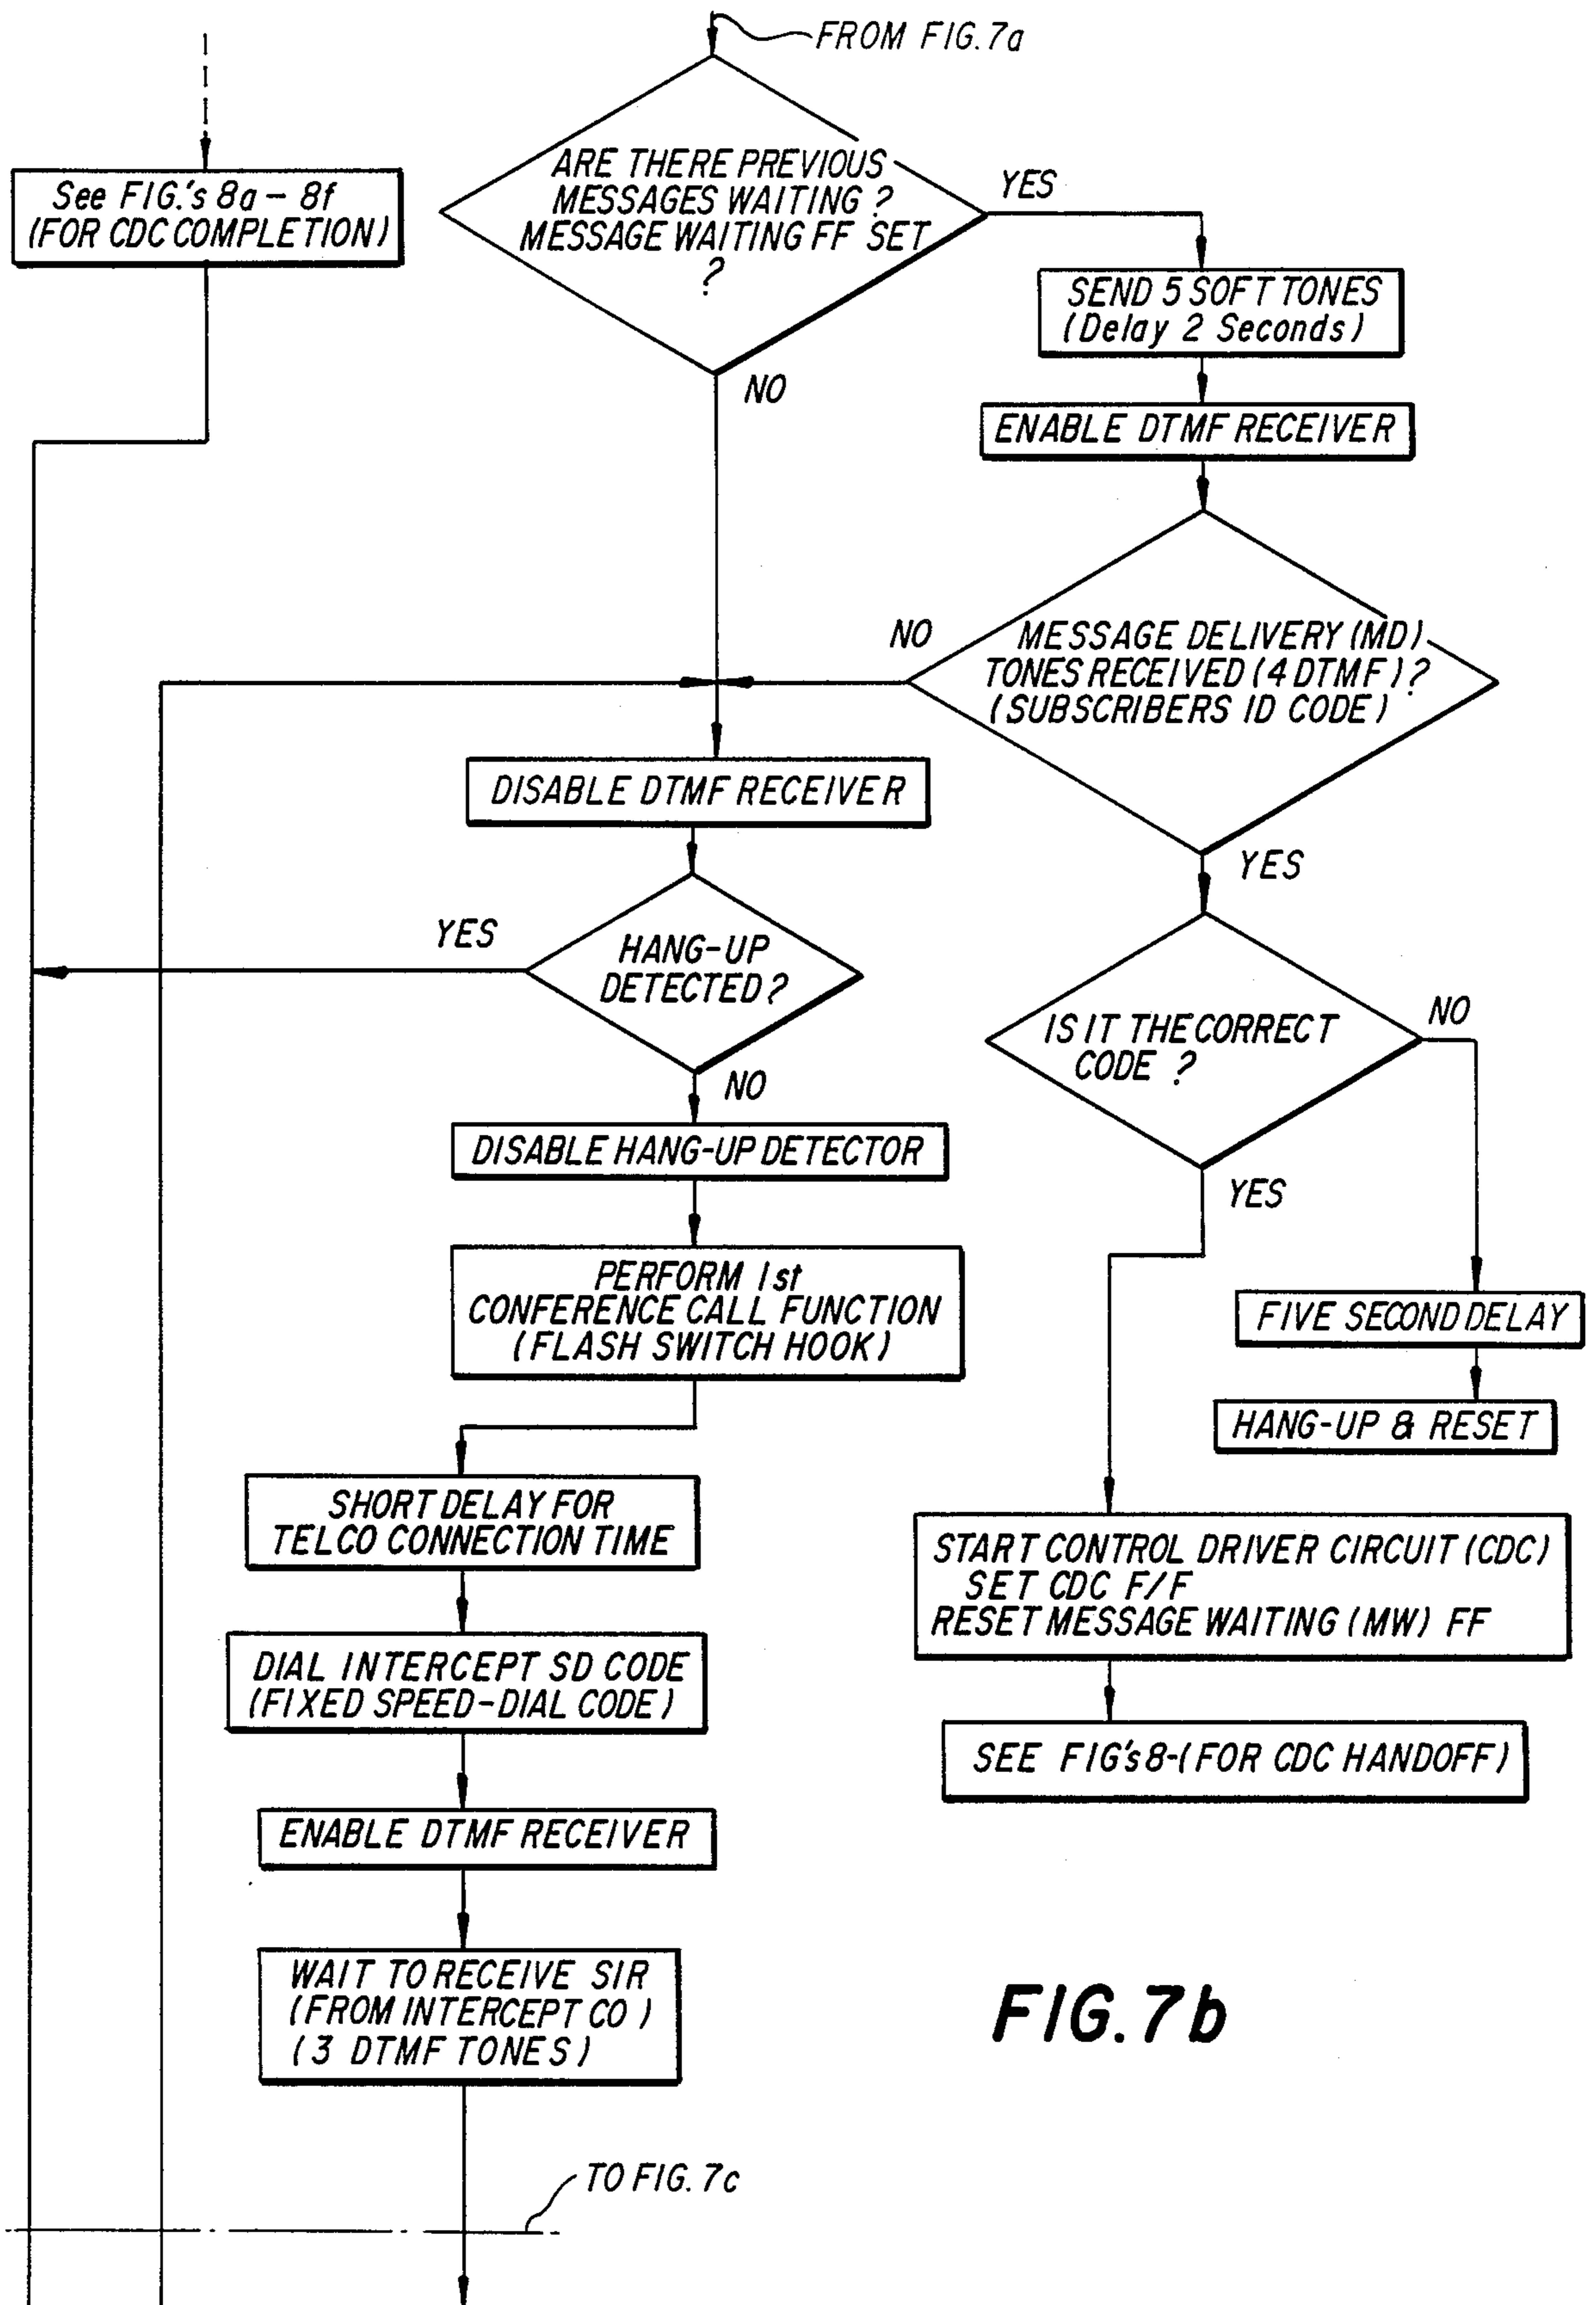 FROM FIG.7a
See FIG.'s 8a - 8f
(FOR CDC COMPLETION)
ARE THERE PREVIOUS
MESSAGES WAITING ?
MESSAGE WAITING FF SET
?
YES
NO
SEND 5 SOFT TONES
(Delay 2 Seconds)
ENABLE DTMF RECEIVER
NO
MESSAGE DELIVERY (MD)
TONES RECEIVED (4 DTMF)?
(SUBSCRIBERS ID CODE)
YES
DISABLE DTMF RECEIVER
YES
HANG-UP
DETECTED?
NO
IS IT THE CORRECT
CODE ?
NO
YES
DISABLE HANG-UP DETECTOR
PERFORM 1st
CONFERENCE CALL FUNCTION
(FLASH SWITCH HOOK)
FIVE SECOND DELAY
HANG-UP & RESET
SHORT DELAY FOR
TELCO CONNECTION TIME
START CONTROL DRIVER CIRCUIT (CDC)
SET CDC F/F
RESET MESSAGE WAITING (MW) FF
DIAL INTERCEPT SD CODE
(FIXED SPEED-DIAL CODE)
SEE FIG's 8-(FOR CDC HANDOFF)
ENABLE DTMF RECEIVER
WAIT TO RECEIVE SIR
(FROM INTERCEPT CO )
(3 DTMF TONES)
FIG.7b
TO FIG. 7c